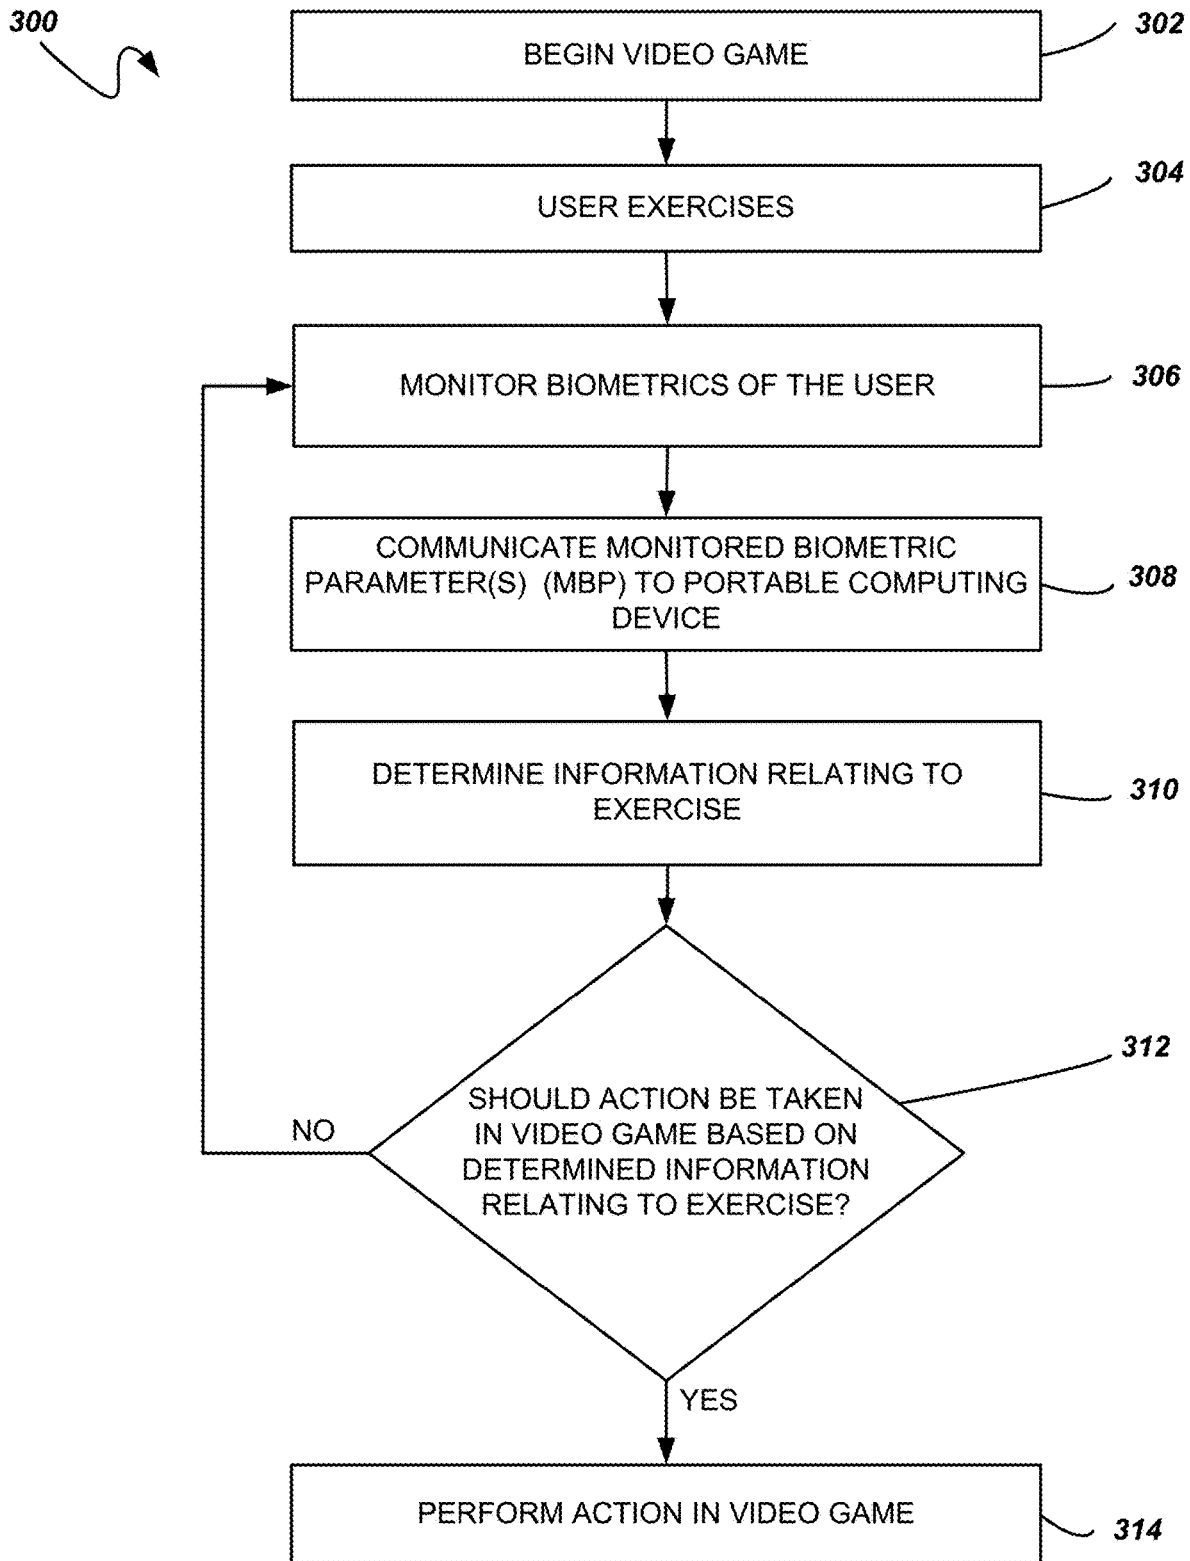 300
302
BEGIN VIDEO GAME
304
USER EXERCISES
306
MONITOR BIOMETRICS OF THE USER
COMMUNICATE MONITORED BIOMETRIC
PARAMETER(S) (MBP) TO PORTABLE COMPUTING
DEVICE
308
DETERMINE INFORMATION RELATING TO
EXERCISE
310
312
SHOULD ACTION BE TAKEN
IN VIDEO GAME BASED ON
DETERMINED INFORMATION
RELATING TO EXERCISE?
NO
YES
PERFORM ACTION IN VIDEO GAME
314